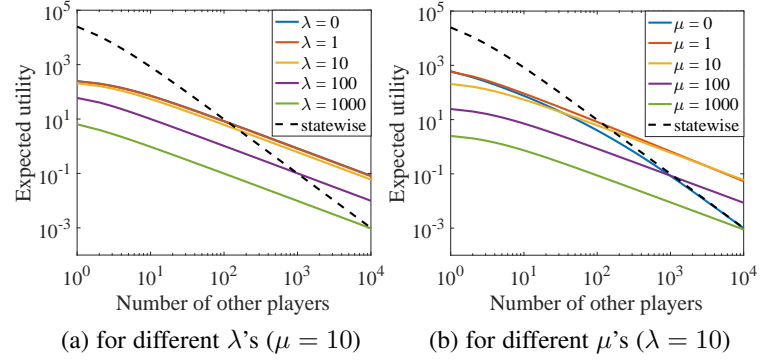 10^5
10^3
10^1
10^-1
10^-3
Expected utility
λ = 0
λ = 1
λ = 10
λ = 100
λ = 1000
statewise
10^0 10^1 10^2 10^3 10^4
Number of other players
(a) for different λ's (μ = 10)
10^5
10^3
10^1
10^-1
10^-3
Expected utility
μ = 0
μ = 1
μ = 10
μ = 100
μ = 1000
statewise
10^0 10^1 10^2 10^3 10^4
Number of other players
(b) for different μ's (λ = 10)